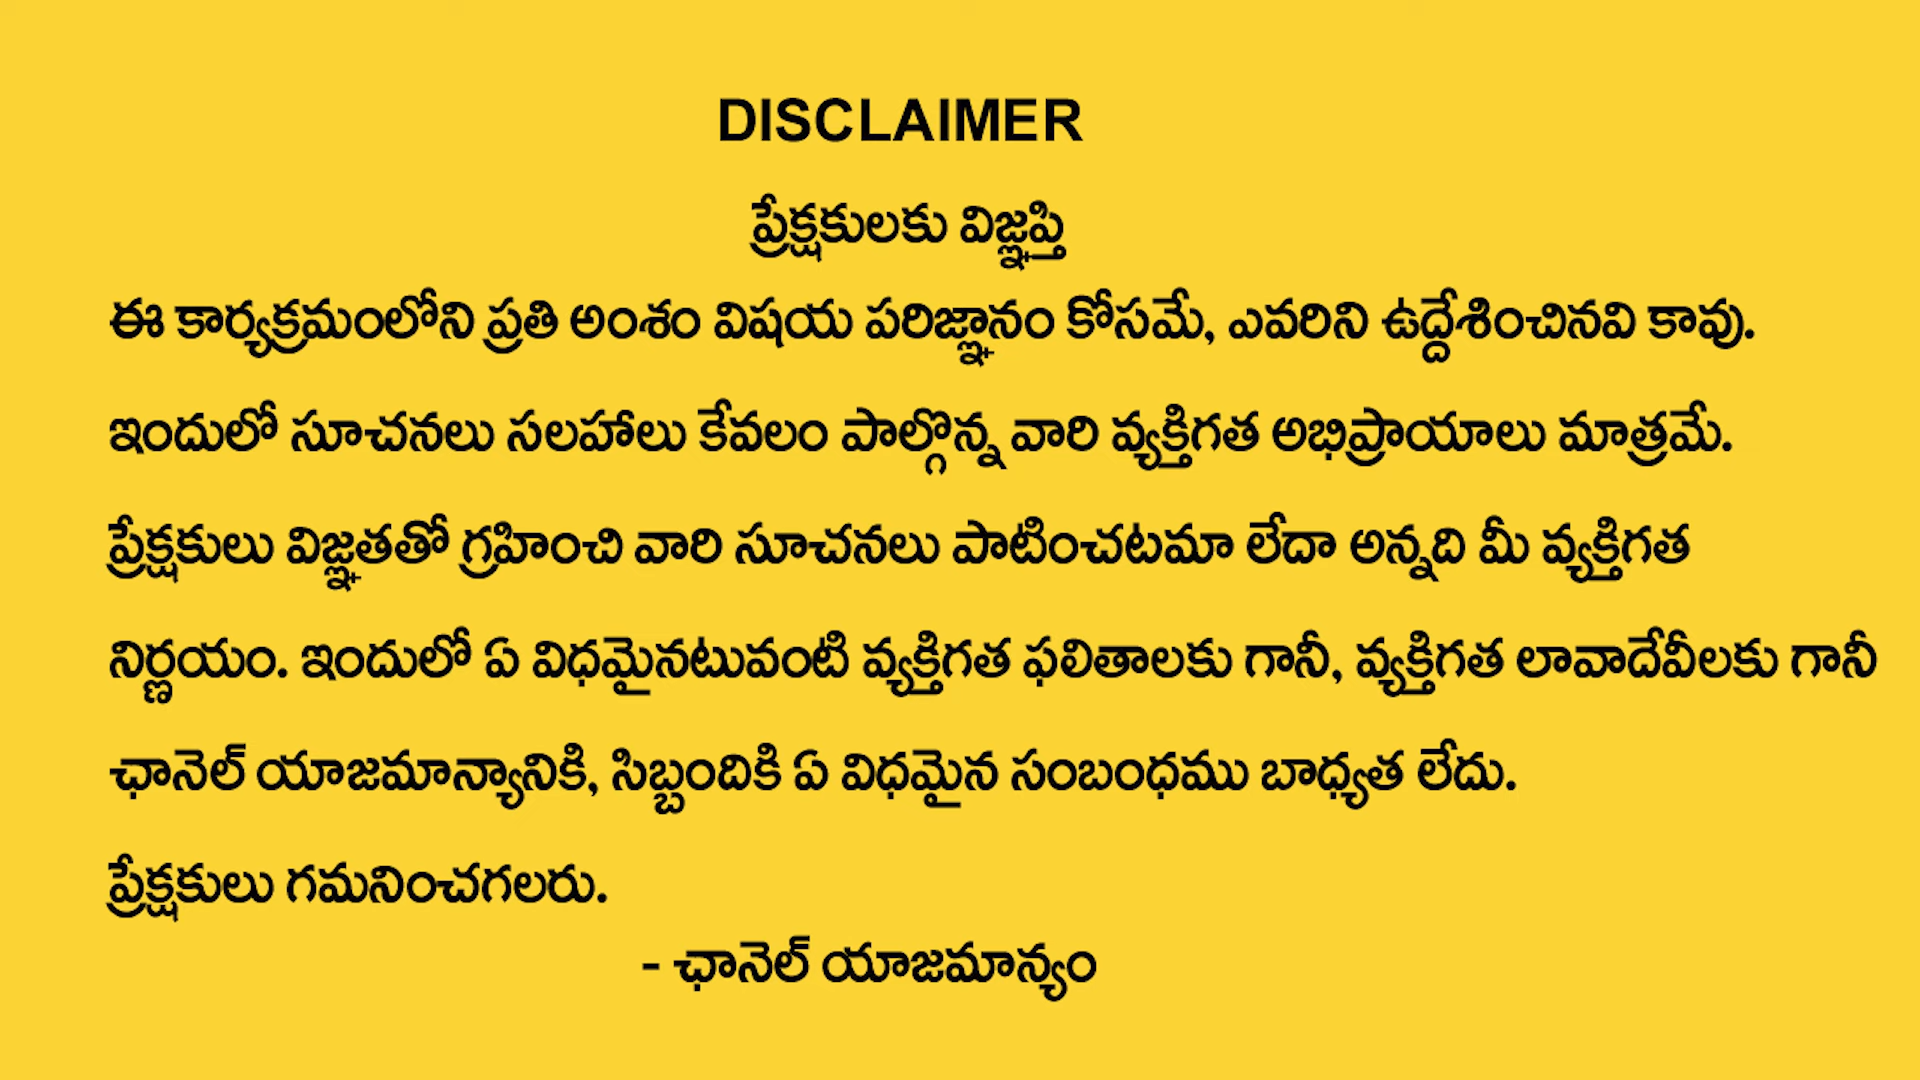 DISCLAIMER
ప్రేక్షకులకు విజ్ఞప్తి
ఈ కార్యక్రమంలోని ప్రతి అంశం విషయ పరిజ్ఞానం కోసమే, ఎవరిని ఉద్దేశించినవి కావు.
ఇందులో సూచనలు సలహాలు కేవలం పాల్గొన్న వారి వ్యక్తిగత అభిప్రాయాలు మాత్రమే.
ప్రేక్షకులు విజ్ఞతతో గ్రహించి వారి సూచనలు పాటించటమా లేదా అన్నది మీ వ్యక్తిగత
నిర్ణయం. ఇందులో ఏ విధమైనటువంటి వ్యక్తిగత ఫలితాలకు గానీ, వ్యక్తిగత లావాదేవీలకు గానీ
ఛానెల్ యాజమాన్యానికి, సిబ్బందికి ఏ విధమైన సంబంధము బాధ్యత లేదు.
ప్రేక్షకులు గమనించగలరు.
- ఛానెల్ యాజమాన్యం